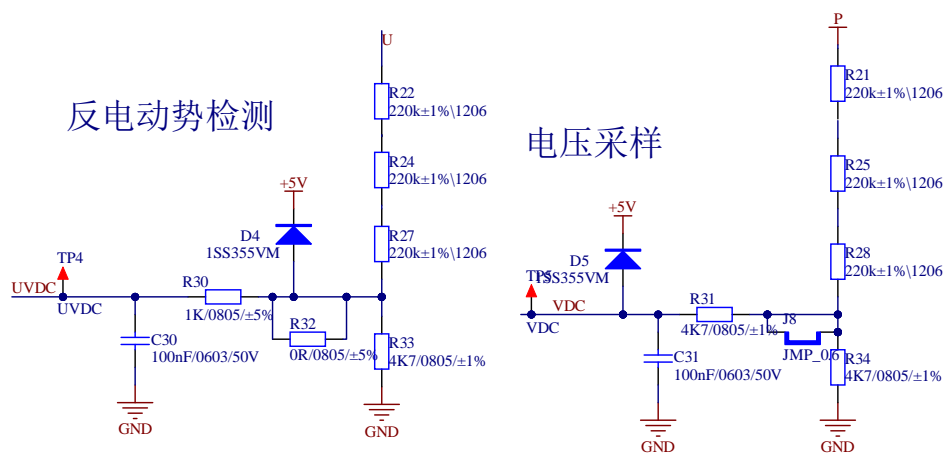 反电动势检测
U
R22
220k±1%\1206
R24
220k±1%\1206
R27
220k±1%\1206
+5V
D4
1SS355VM
TP4
UVDC
UVDC
R30
1K/0805/±5%
R32
0R/0805/±5%
R33
4K7/0805/±1%
C30
100nF/0603/50V
GND
GND
电压采样
P
R21
220k±1%\1206
R25
220k±1%\1206
R28
220k±1%\1206
+5V
D5
1SS355VM
TP5
VDC
VDC
R31
4K7/0805/±1%
J8
JMP_0.6
R34
4K7/0805/±1%
C31
100nF/0603/50V
GND
GND